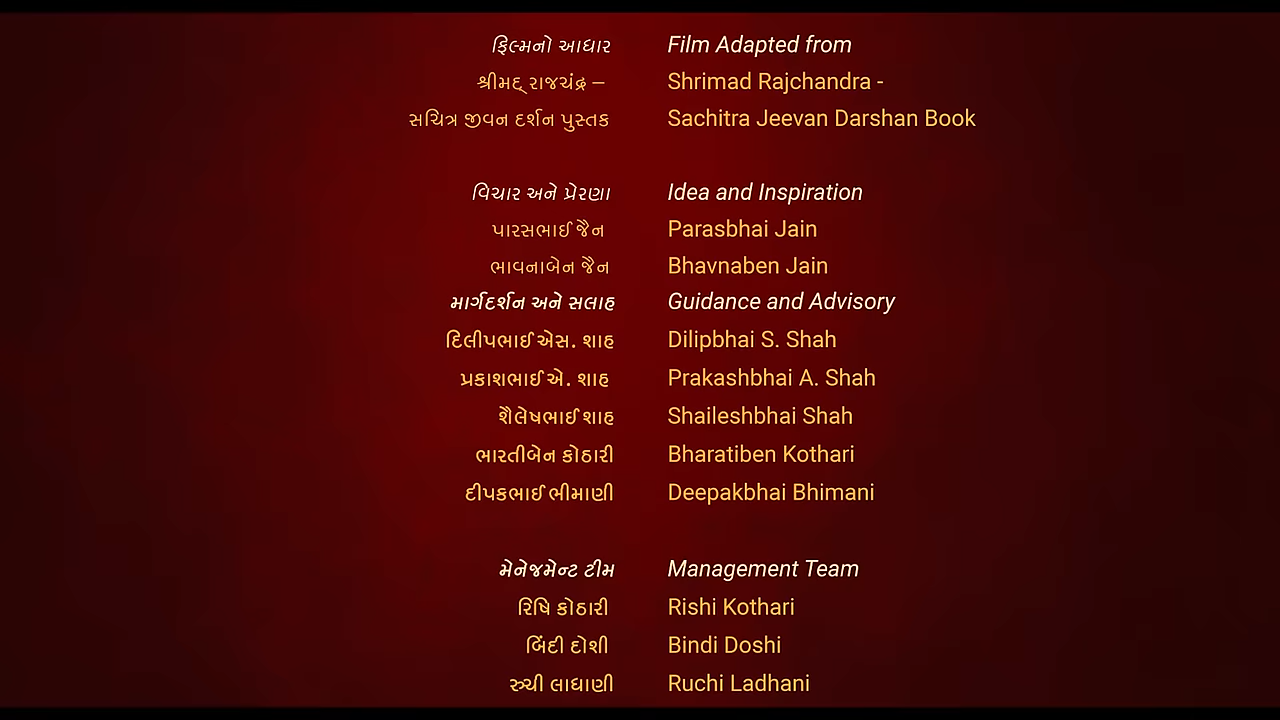 ફિલ્મનો આધાર Film Adapted from
શ્રીમદ્ રાજચંદ્ર – Shrimad Rajchandra -
સચિત્ર જીવન દર્શન પુસ્તક Sachitra Jeevan Darshan Book
વિચાર અને પ્રેરણા Idea and Inspiration
પારસભાઈ જૈન Parasbhai Jain
ભાવનાબેન જૈન Bhavnaben Jain
માર્ગદર્શન અને સલાહ Guidance and Advisory
દિલીપભાઈ એસ. શાહ Dilipbhai S. Shah
પ્રકાશભાઈ એ. શાહ Prakashbhai A. Shah
શૈલેષભાઈ શાહ Shaileshbhai Shah
ભારતીબેન કોઠારી Bharatiben Kothari
દીપકભાઈ ભીમાણી Deepakbhai Bhimani
મેનેજમેન્ટ ટીમ Management Team
રિષિ કોઠારી Rishi Kothari
બિંદી દોશી Bindi Doshi
રુચી લાધાણી Ruchi Ladhani